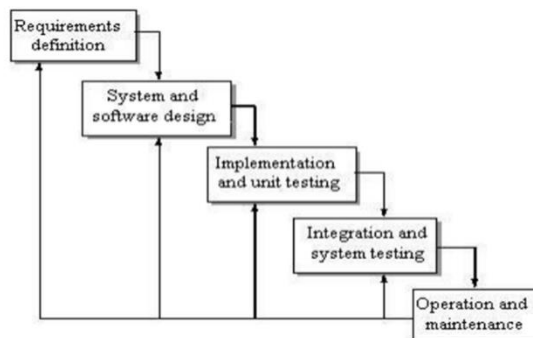 Requirements
definition
System and
software design
Implementation
and unit testing
Integration and
system testing
Operation and
maintenance